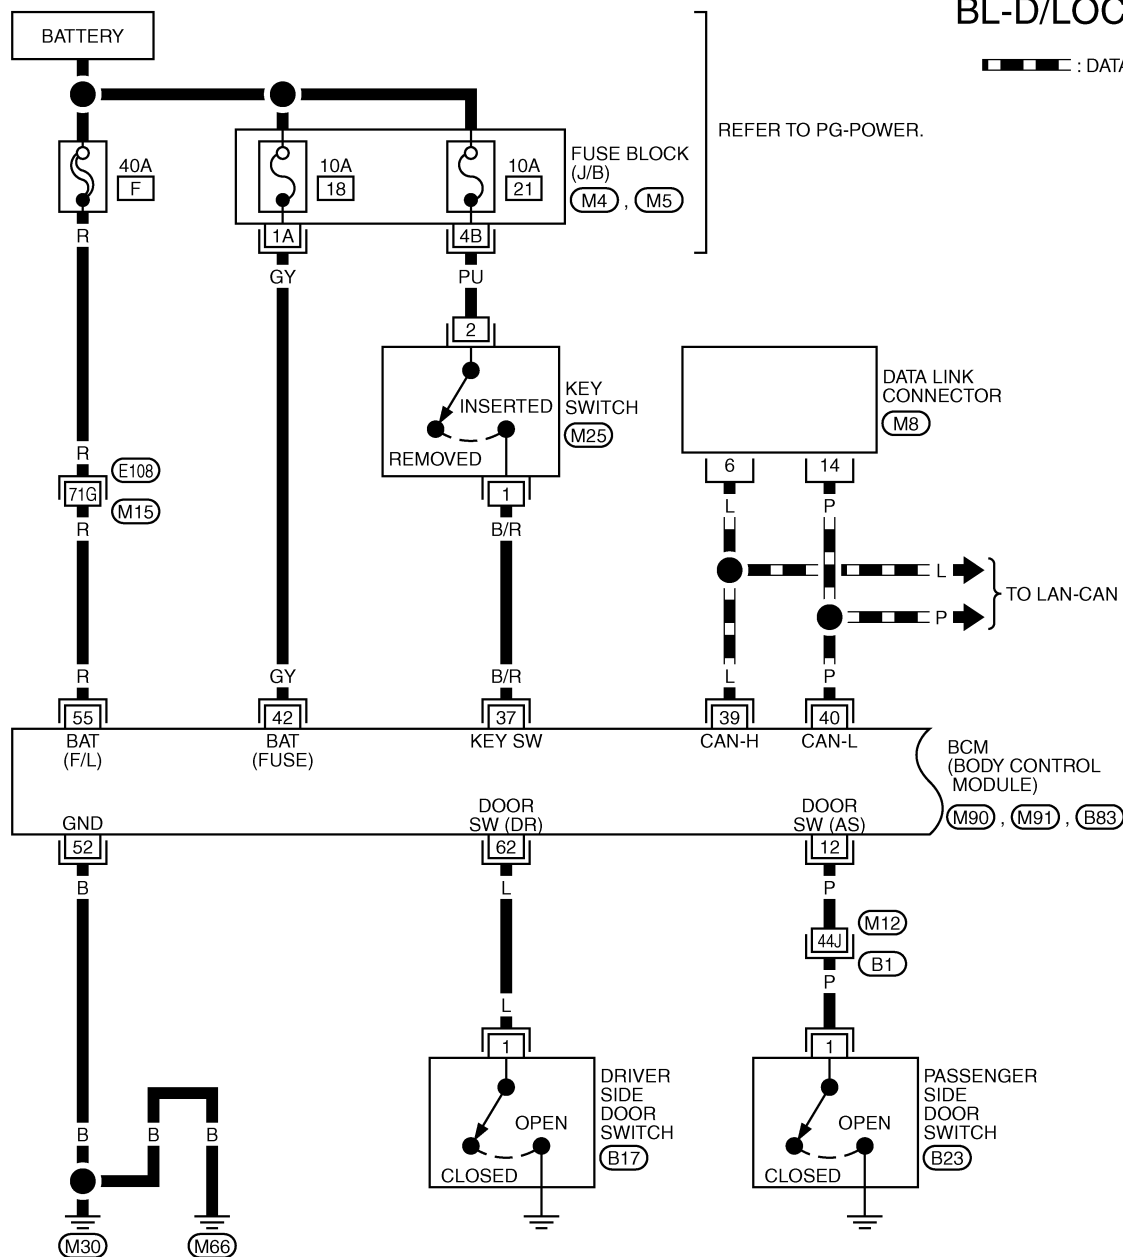 BL-D/LOC
: DATA
BATTERY
REFER TO PG-POWER.
40A
F
10A
18
10A
21
FUSE BLOCK
(J/B)
M4 , M5
R
1A
4B
GY
PU
2
KEY
SWITCH
M25
INSERTED
REMOVED
1
B/R
DATA LINK
CONNECTOR
M8
6
14
L
P
R
E108
71G
M15
R
L
P
TO LAN-CAN
R
GY
B/R
L
P
55
42
37
39
40
BAT
(F/L)
BAT
(FUSE)
KEY SW
CAN-H
CAN-L
BCM
(BODY CONTROL
MODULE)
M90 , M91 , B83
GND
DOOR
SW (DR)
DOOR
SW (AS)
52
62
12
B
L
P
M12
44J
B1
P
L
1
1
DRIVER
SIDE
DOOR
SWITCH
B17
OPEN
CLOSED
PASSENGER
SIDE
DOOR
SWITCH
B23
OPEN
CLOSED
B
B
B
M30
M66